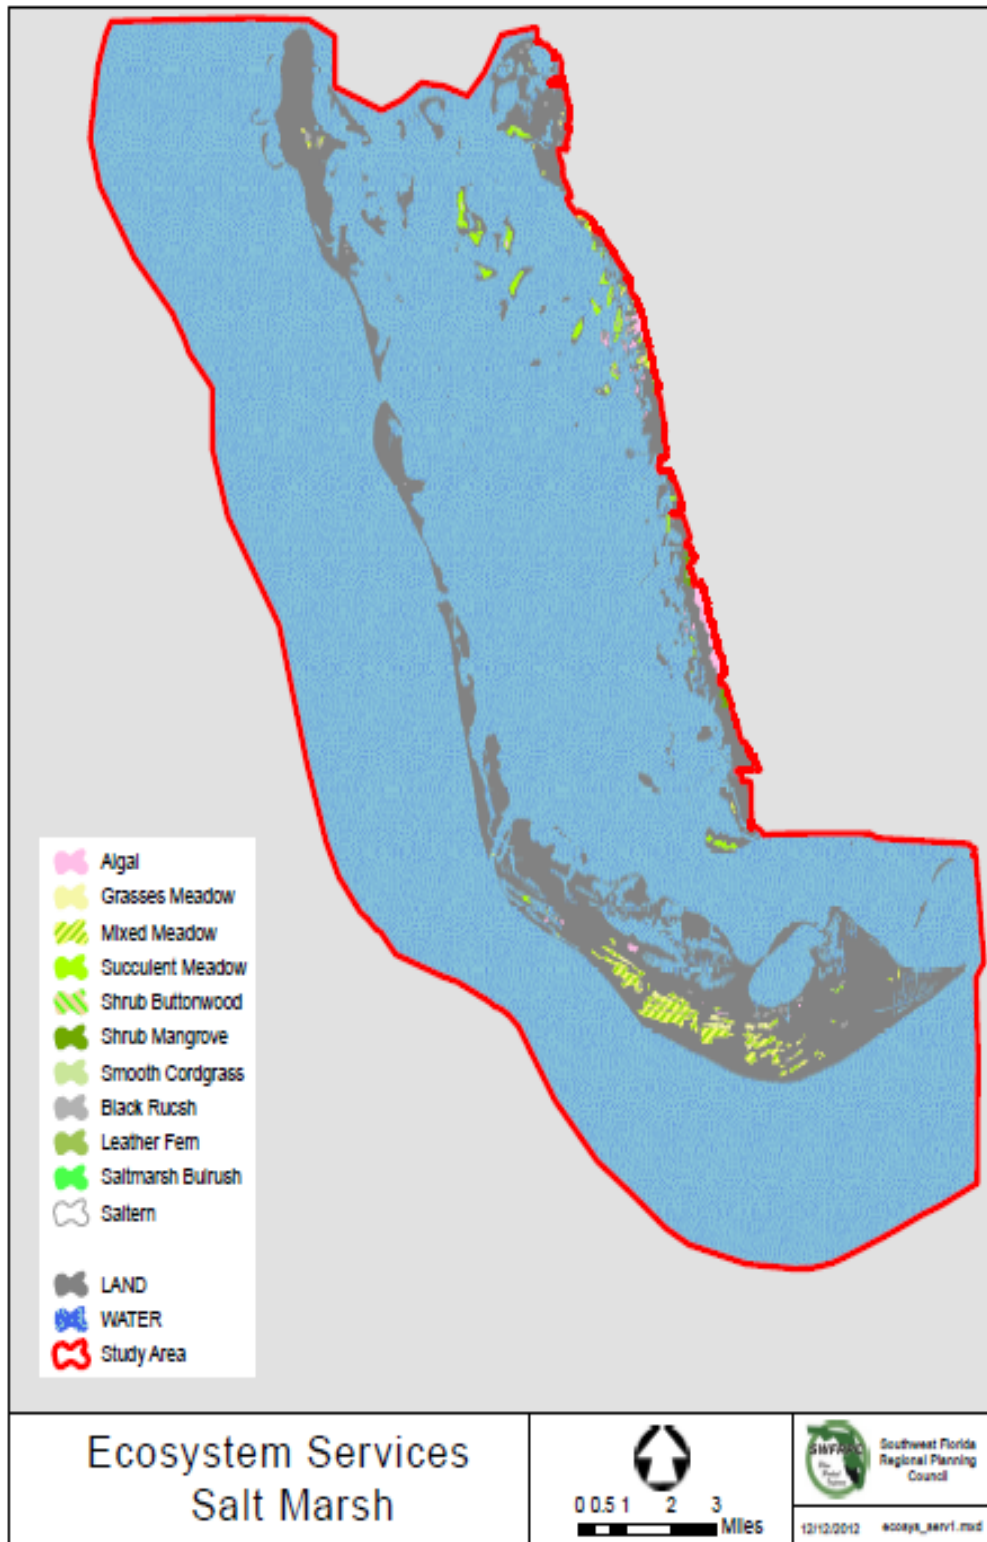 Algal
Grasses Meadow
Mixed Meadow
Succulent Meadow
Shrub Buttonwood
Shrub Mangrove
Smooth Cordgrass
Black Rucsh
Leather Fern
Saltmarsh Bulrush
Saltern
LAND
WATER
Study Area
Ecosystem Services
Salt Marsh
0 0.5 1 2 3
Miles
SWFRPC
Southwest Florida
Regional Planning
Council
12/12/2012 ecosys_serv1.mxd